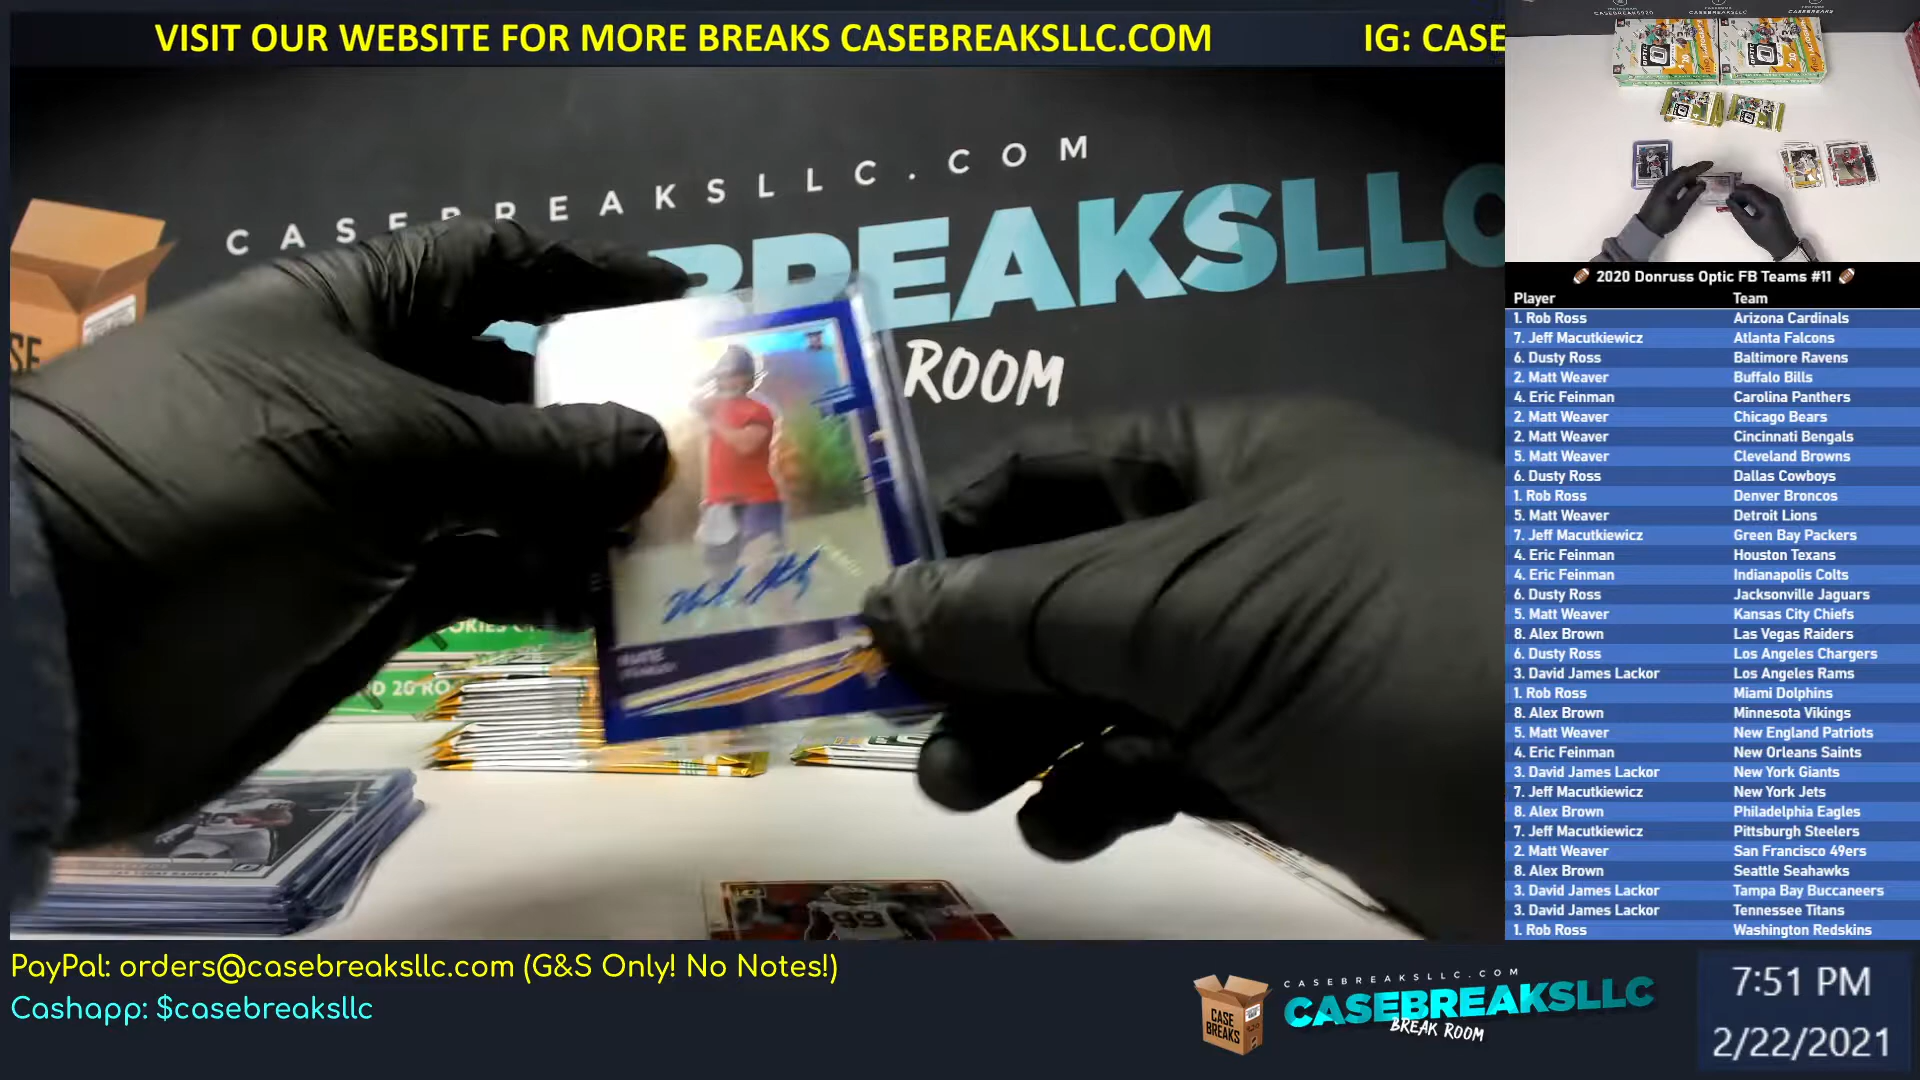 VISIT OUR WEBSITE FOR MORE BREAKS CASEBREAKSLLC.COM
IG: CASE
CASEBREAKSLLC.COM
BREAKSLLC
ROOM
🏈 2020 Donruss Optic FB Teams #11 🏈
Player Team
1. Rob Ross Arizona Cardinals
7. Jeff Macutkiewicz Atlanta Falcons
6. Dusty Ross Baltimore Ravens
2. Matt Weaver Buffalo Bills
4. Eric Feinman Carolina Panthers
2. Matt Weaver Chicago Bears
2. Matt Weaver Cincinnati Bengals
5. Matt Weaver Cleveland Browns
6. Dusty Ross Dallas Cowboys
1. Rob Ross Denver Broncos
5. Matt Weaver Detroit Lions
7. Jeff Macutkiewicz Green Bay Packers
4. Eric Feinman Houston Texans
4. Eric Feinman Indianapolis Colts
6. Dusty Ross Jacksonville Jaguars
5. Matt Weaver Kansas City Chiefs
8. Alex Brown Las Vegas Raiders
6. Dusty Ross Los Angeles Chargers
3. David James Lackor Los Angeles Rams
1. Rob Ross Miami Dolphins
8. Alex Brown Minnesota Vikings
5. Matt Weaver New England Patriots
4. Eric Feinman New Orleans Saints
3. David James Lackor New York Giants
7. Jeff Macutkiewicz New York Jets
8. Alex Brown Philadelphia Eagles
7. Jeff Macutkiewicz Pittsburgh Steelers
2. Matt Weaver San Francisco 49ers
8. Alex Brown Seattle Seahawks
3. David James Lackor Tampa Bay Buccaneers
3. David James Lackor Tennessee Titans
1. Rob Ross Washington Redskins
PayPal: orders@casebreaksllc.com (G&S Only! No Notes!)
Cashapp: $casebreaksllc
CASEBREAKSLLC.COM
CASEBREAKSLLC
BREAK ROOM
CASE
BREAKS
7:51 PM
2/22/2021